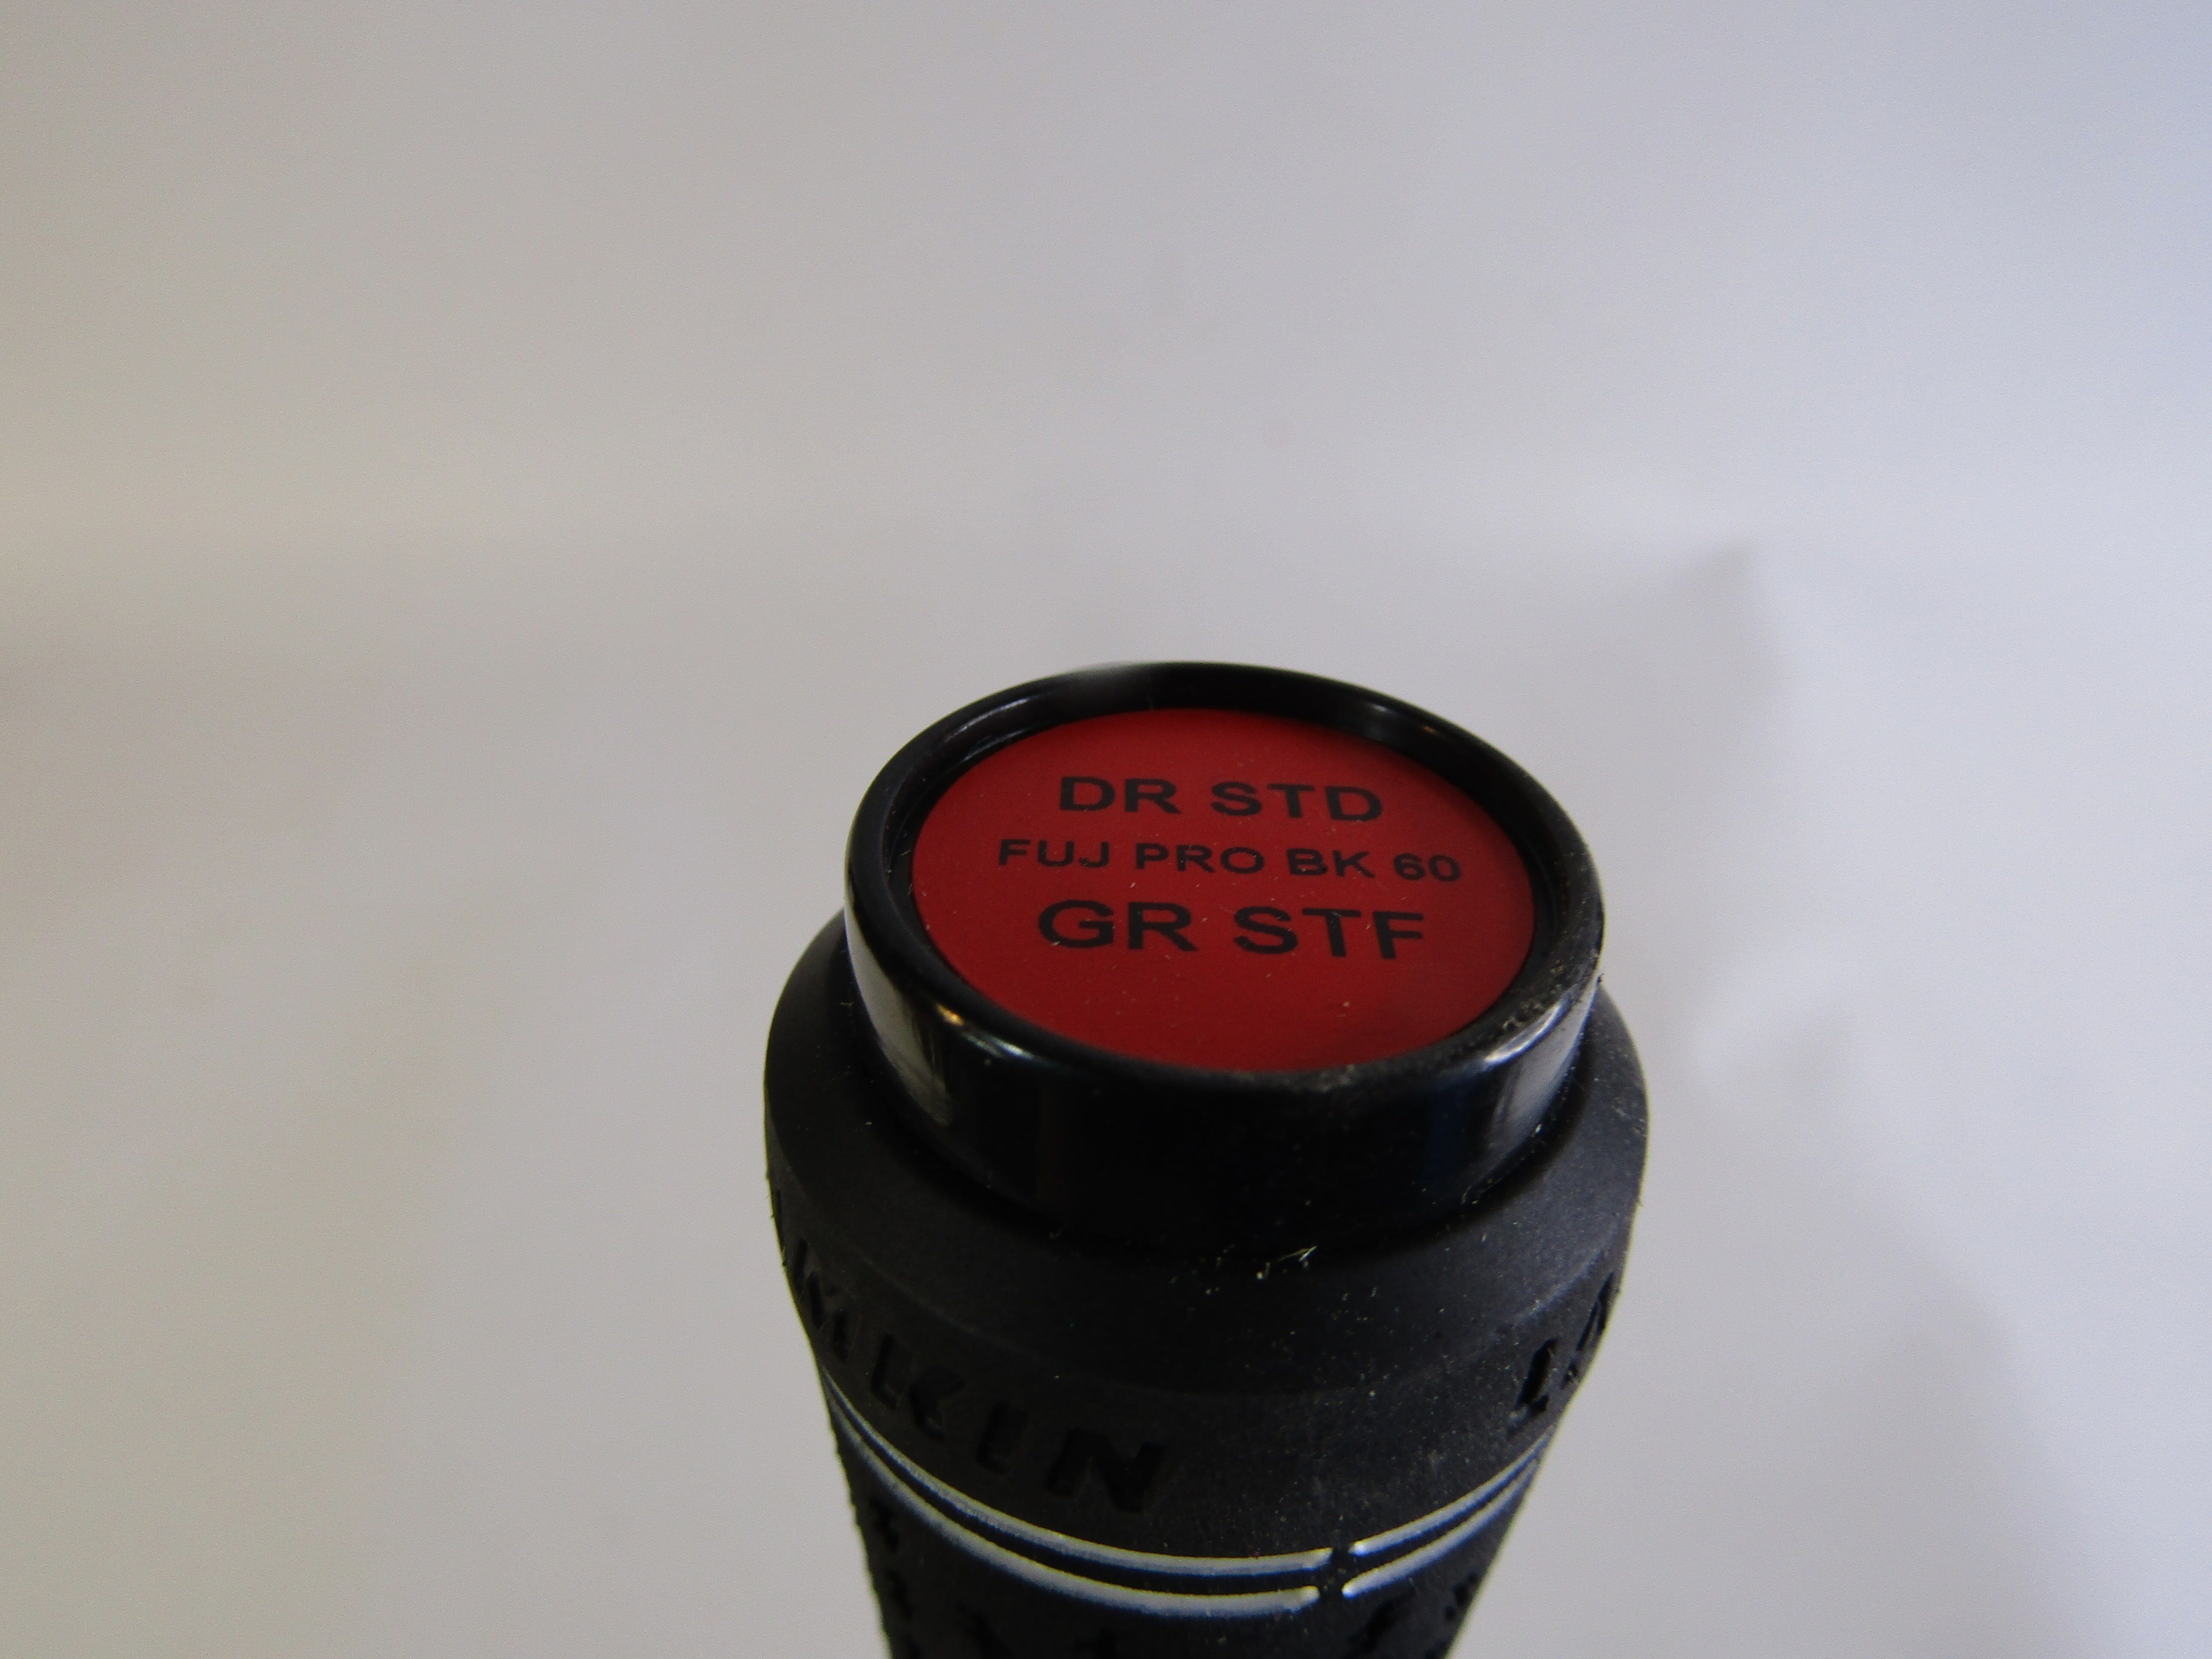 DR STD
FUJ PRO BK 60
GR STF